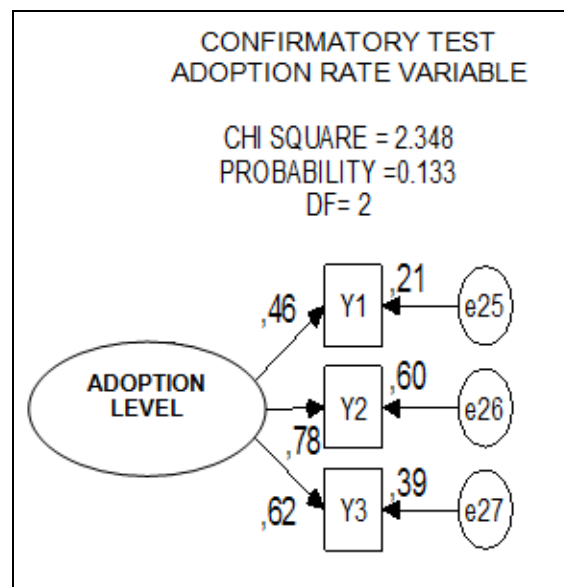 CONFIRMATORY TEST
ADOPTION RATE VARIABLE
CHI SQUARE = 2.348
PROBABILITY =0.133
DF= 2
,46
Y1
,21
e25
ADOPTION
LEVEL
,78
Y2
,60
e26
,62
Y3
,39
e27